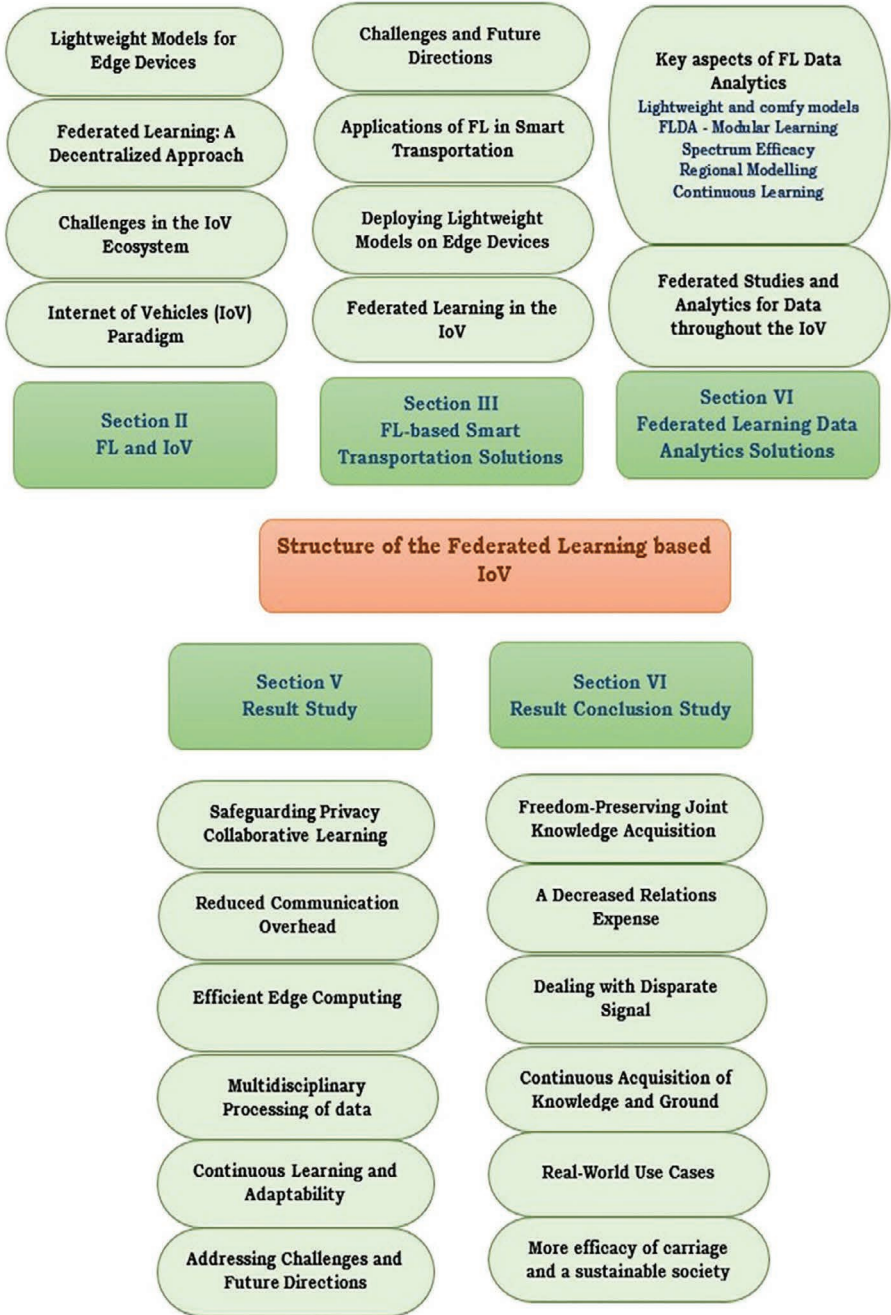 Lightweight Models for
Edge Devices
Federated Learning: A
Decentralized Approach
Challenges in the IoV
Ecosystem
Internet of Vehicles (IoV)
Paradigm
Section II
FL and IoV
Challenges and Future
Directions
Applications of FL in Smart
Transportation
Deploying Lightweight
Models on Edge Devices
Federated Learning in the
IoV
Section III
FL-based Smart
Transportation Solutions
Key aspects of FL Data
Analytics
Lightweight and comfy models
FLDA - Modular Learning
Spectrum Efficacy
Regional Modelling
Continuous Learning
Federated Studies and
Analytics for Data
throughout the IoV
Section VI
Federated Learning Data
Analytics Solutions
Structure of the Federated Learning based
IoV
Section V
Result Study
Safeguarding Privacy
Collaborative Learning
Reduced Communication
Overhead
Efficient Edge Computing
Multidisciplinary
Processing of data
Continuous Learning and
Adaptability
Addressing Challenges and
Future Directions
Section VI
Result Conclusion Study
Freedom-Preserving Joint
Knowledge Acquisition
A Decreased Relations
Expense
Dealing with Disparate
Signal
Continuous Acquisition of
Knowledge and Ground
Real-World Use Cases
More efficacy of carriage
and a sustainable society